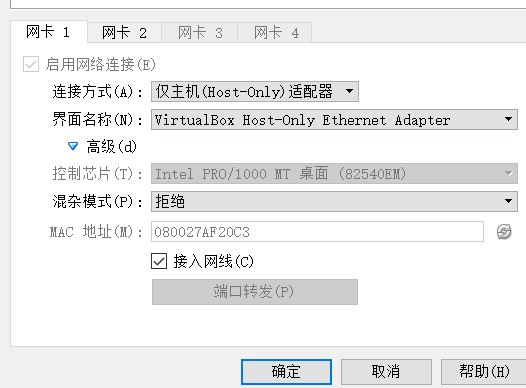 网卡 1 网卡 2 网卡 3 网卡 4
启用网络连接(E)
连接方式(A): 仅主机(Host-Only)适配器
界面名称(N): VirtualBox Host-Only Ethernet Adapter
高级(d)
控制芯片(T): Intel PRO/1000 MT 桌面 (82540EM)
混杂模式(P): 拒绝
MAC 地址(M): 080027AF20C3
接入网线(C)
端口转发(P)
确定 取消 帮助(H)